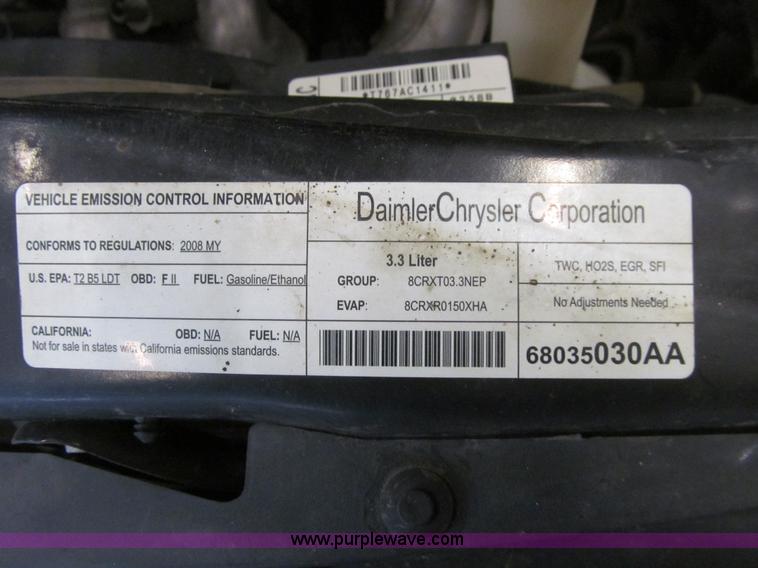 *T767AC1411*
VEHICLE EMISSION CONTROL INFORMATION
CONFORMS TO REGULATIONS: 2008 MY
U.S. EPA: T2 B5 LDT OBD: F II FUEL: Gasoline/Ethanol
CALIFORNIA: OBD: N/A FUEL: N/A
Not for sale in states with California emissions standards.
DaimlerChrysler Corporation
3.3 Liter
GROUP: 8CRXT03.3NEP
EVAP: 8CRXR0150XHA
TWC, HO2S, EGR, SFI
No Adjustments Needed
68035030AA
www.purplewave.com